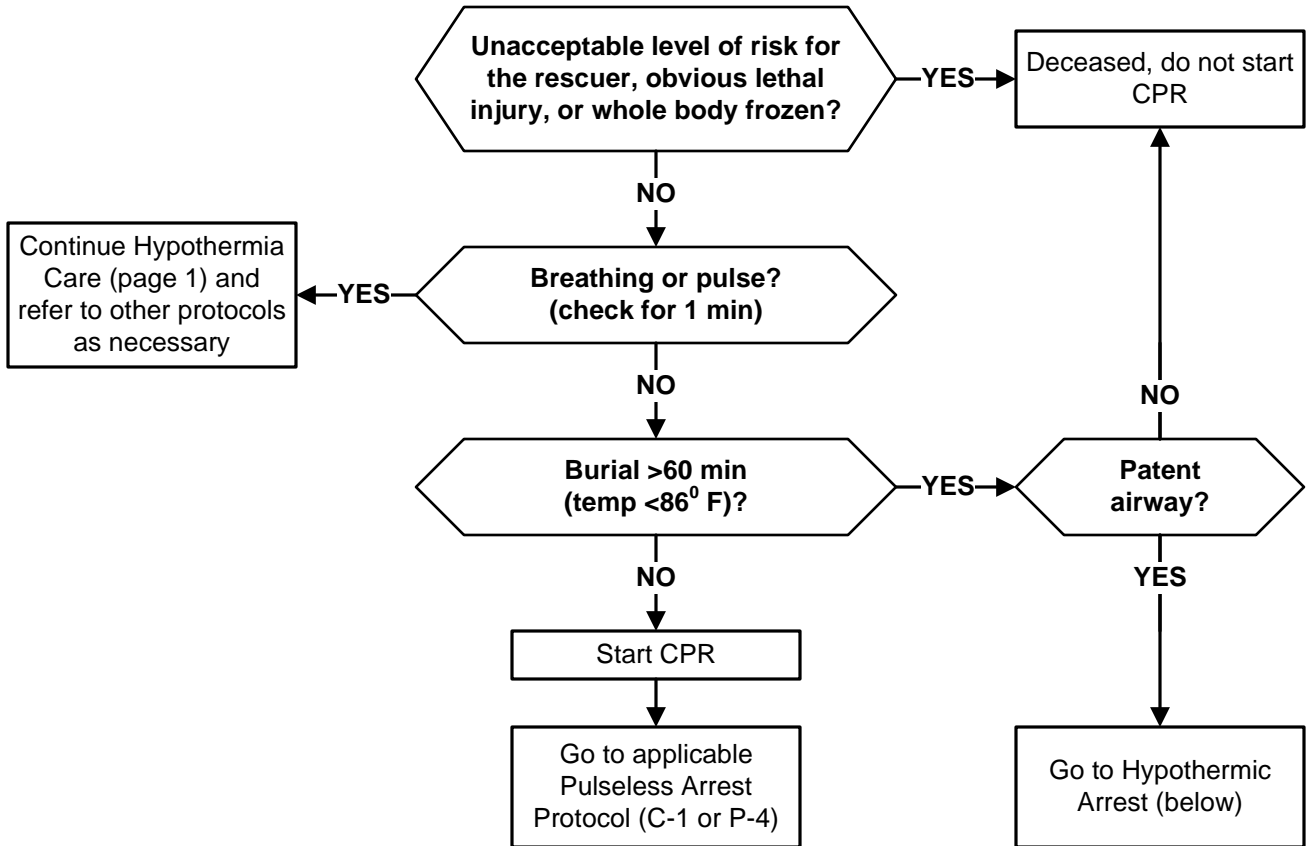 Unacceptable level of risk for
the rescuer, obvious lethal
injury, or whole body frozen?
YES
Deceased, do not start
CPR
NO
Continue Hypothermia
Care (page 1) and
refer to other protocols
as necessary
YES
Breathing or pulse?
(check for 1 min)
NO
NO
Burial >60 min
(temp <86⁰ F)?
YES
Patent
airway?
NO
YES
Start CPR
Go to applicable
Pulseless Arrest
Protocol (C-1 or P-4)
Go to Hypothermic
Arrest (below)